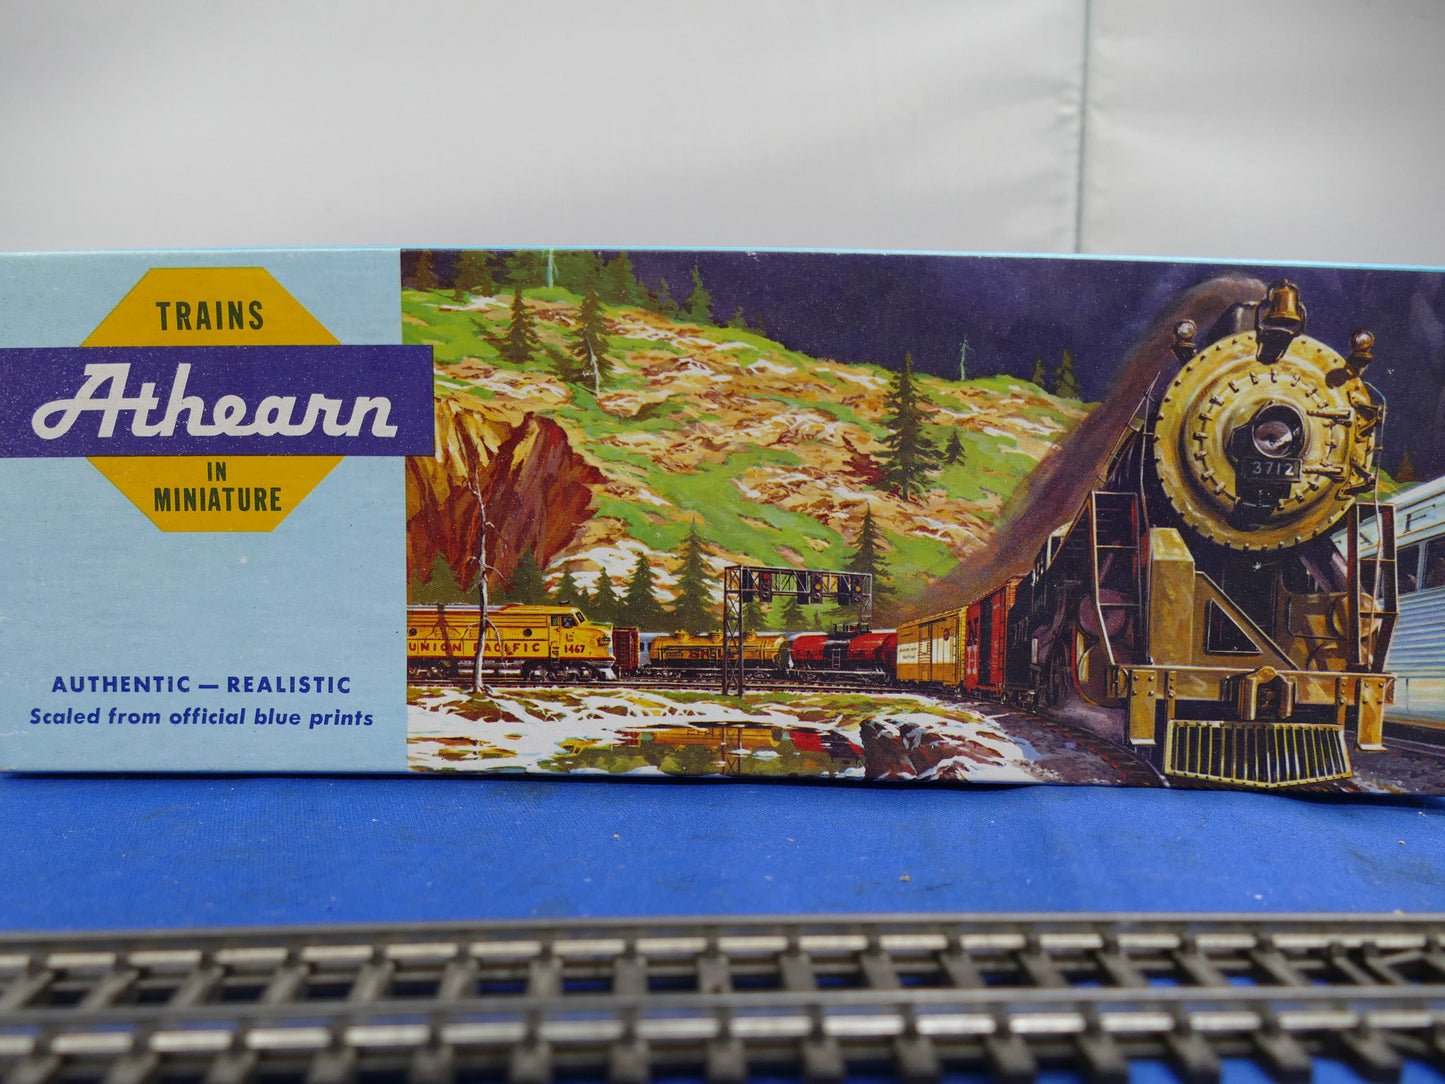 TRAINS
Athearn
IN
MINIATURE
AUTHENTIC — REALISTIC
Scaled from official blue prints
UNION PACIFIC 1467
3712